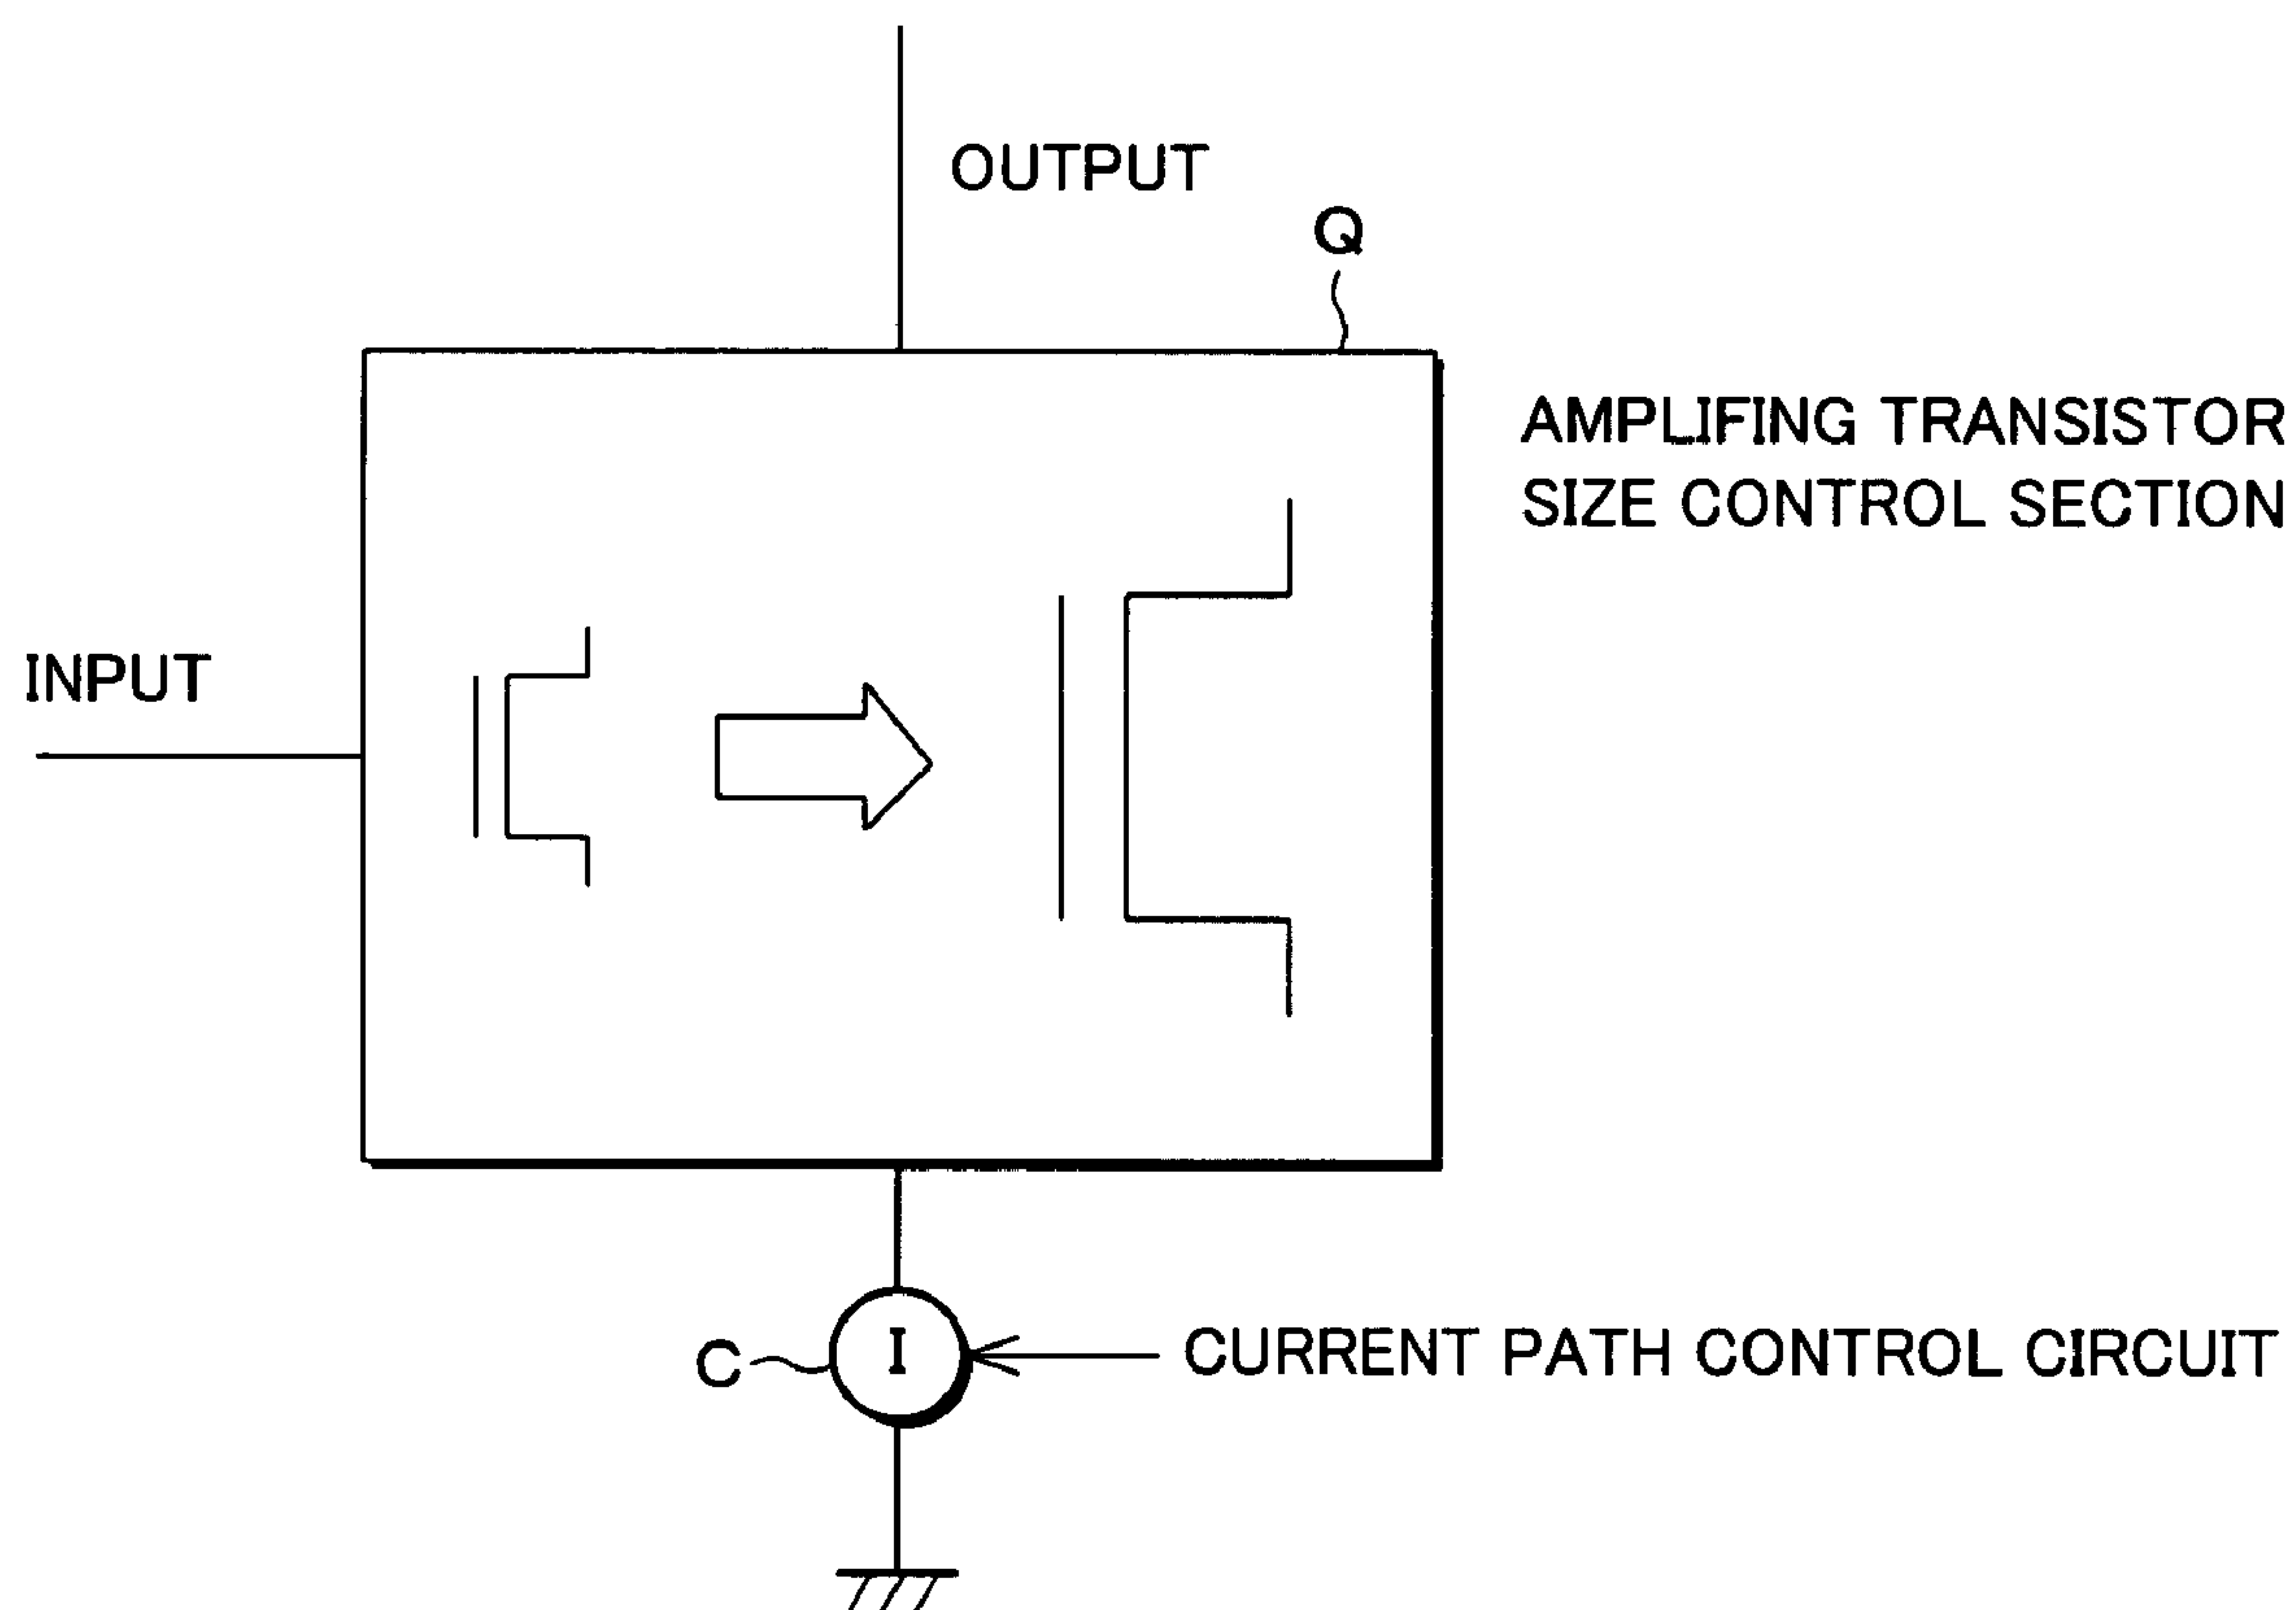 OUTPUT
Q
AMPLIFING TRANSISTOR
SIZE CONTROL SECTION
INPUT
I
C
CURRENT PATH CONTROL CIRCUIT